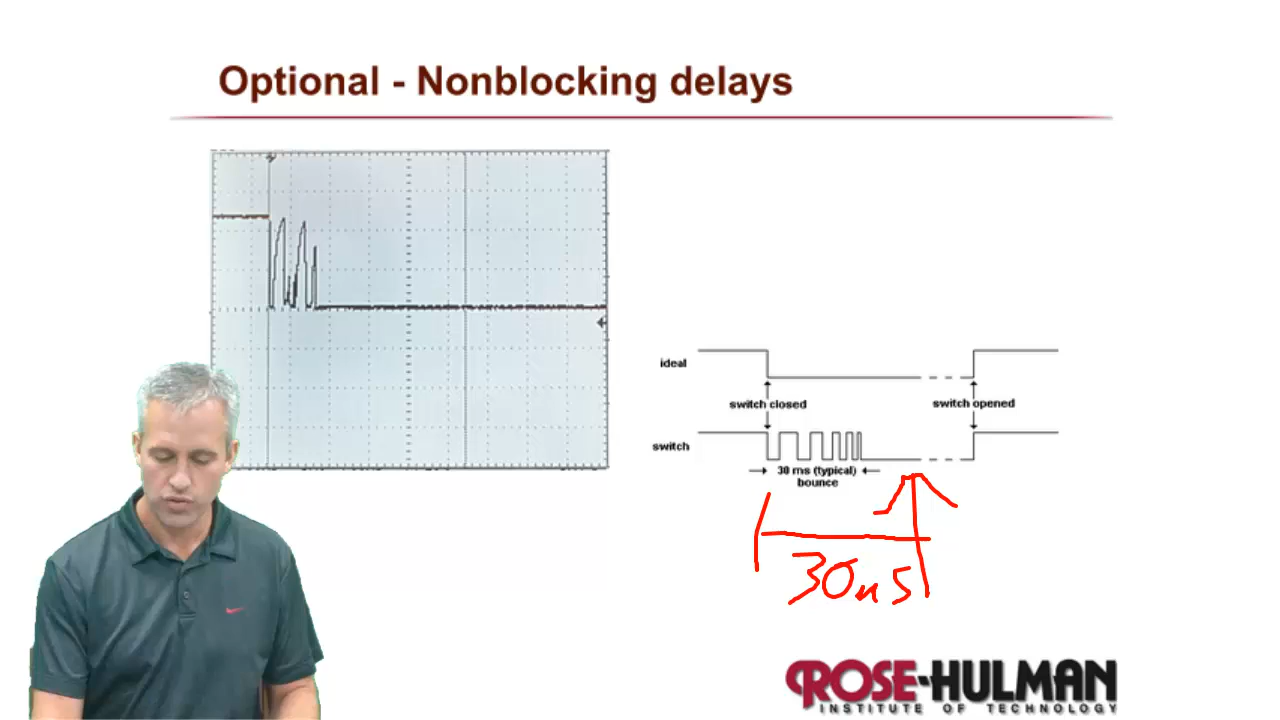 Optional - Nonblocking delays
ideal
switch closed
switch opened
switch
30 ms (typical)
bounce
30ms
ROSE-HULMAN
INSTITUTE OF TECHNOLOGY